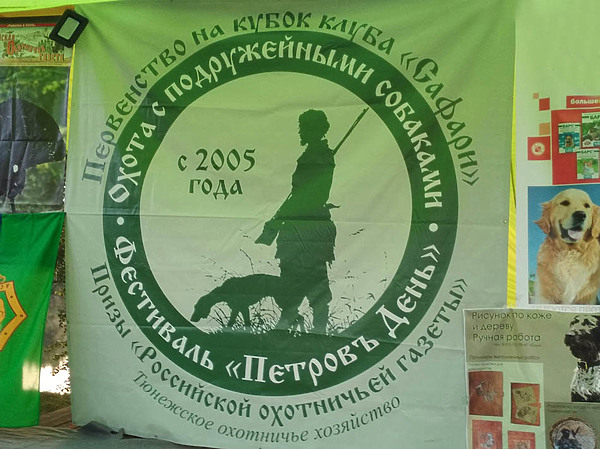 Первенство на кубок клуба «Сафари»
Охота с подружейными собаками
с 2005
года
Фестиваль «Петровъ День»
Призы «Российской охотничьей газеты»
Тюнежское охотничье хозяйство
больше
Рисунок по коже
и дереву
Ручная работа